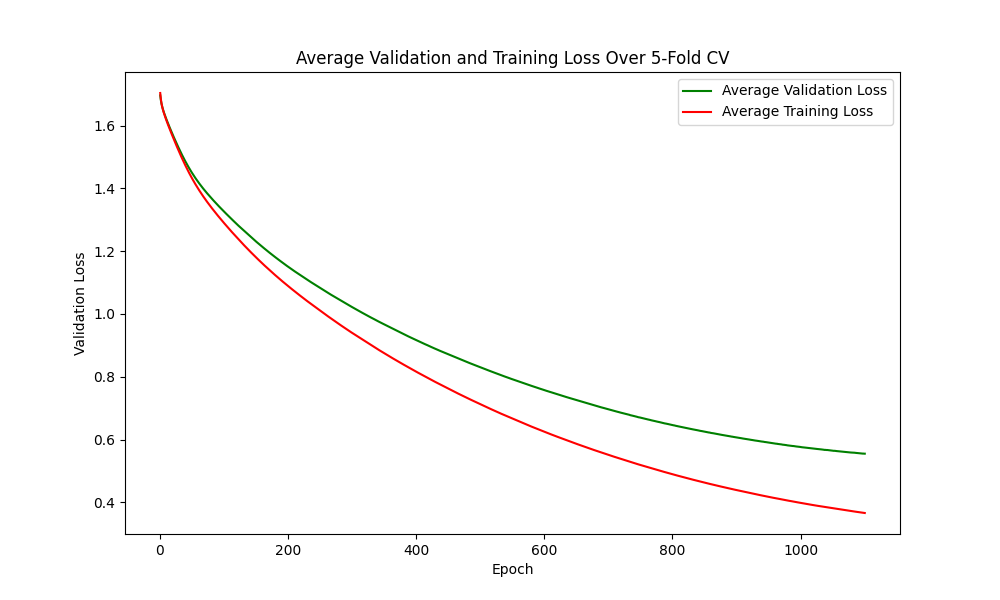 Average Validation and Training Loss Over 5-Fold CV
Average Validation Loss
Average Training Loss
Validation Loss
1.6
1.4
1.2
1.0
0.8
0.6
0.4
0 200 400 600 800 1000
Epoch